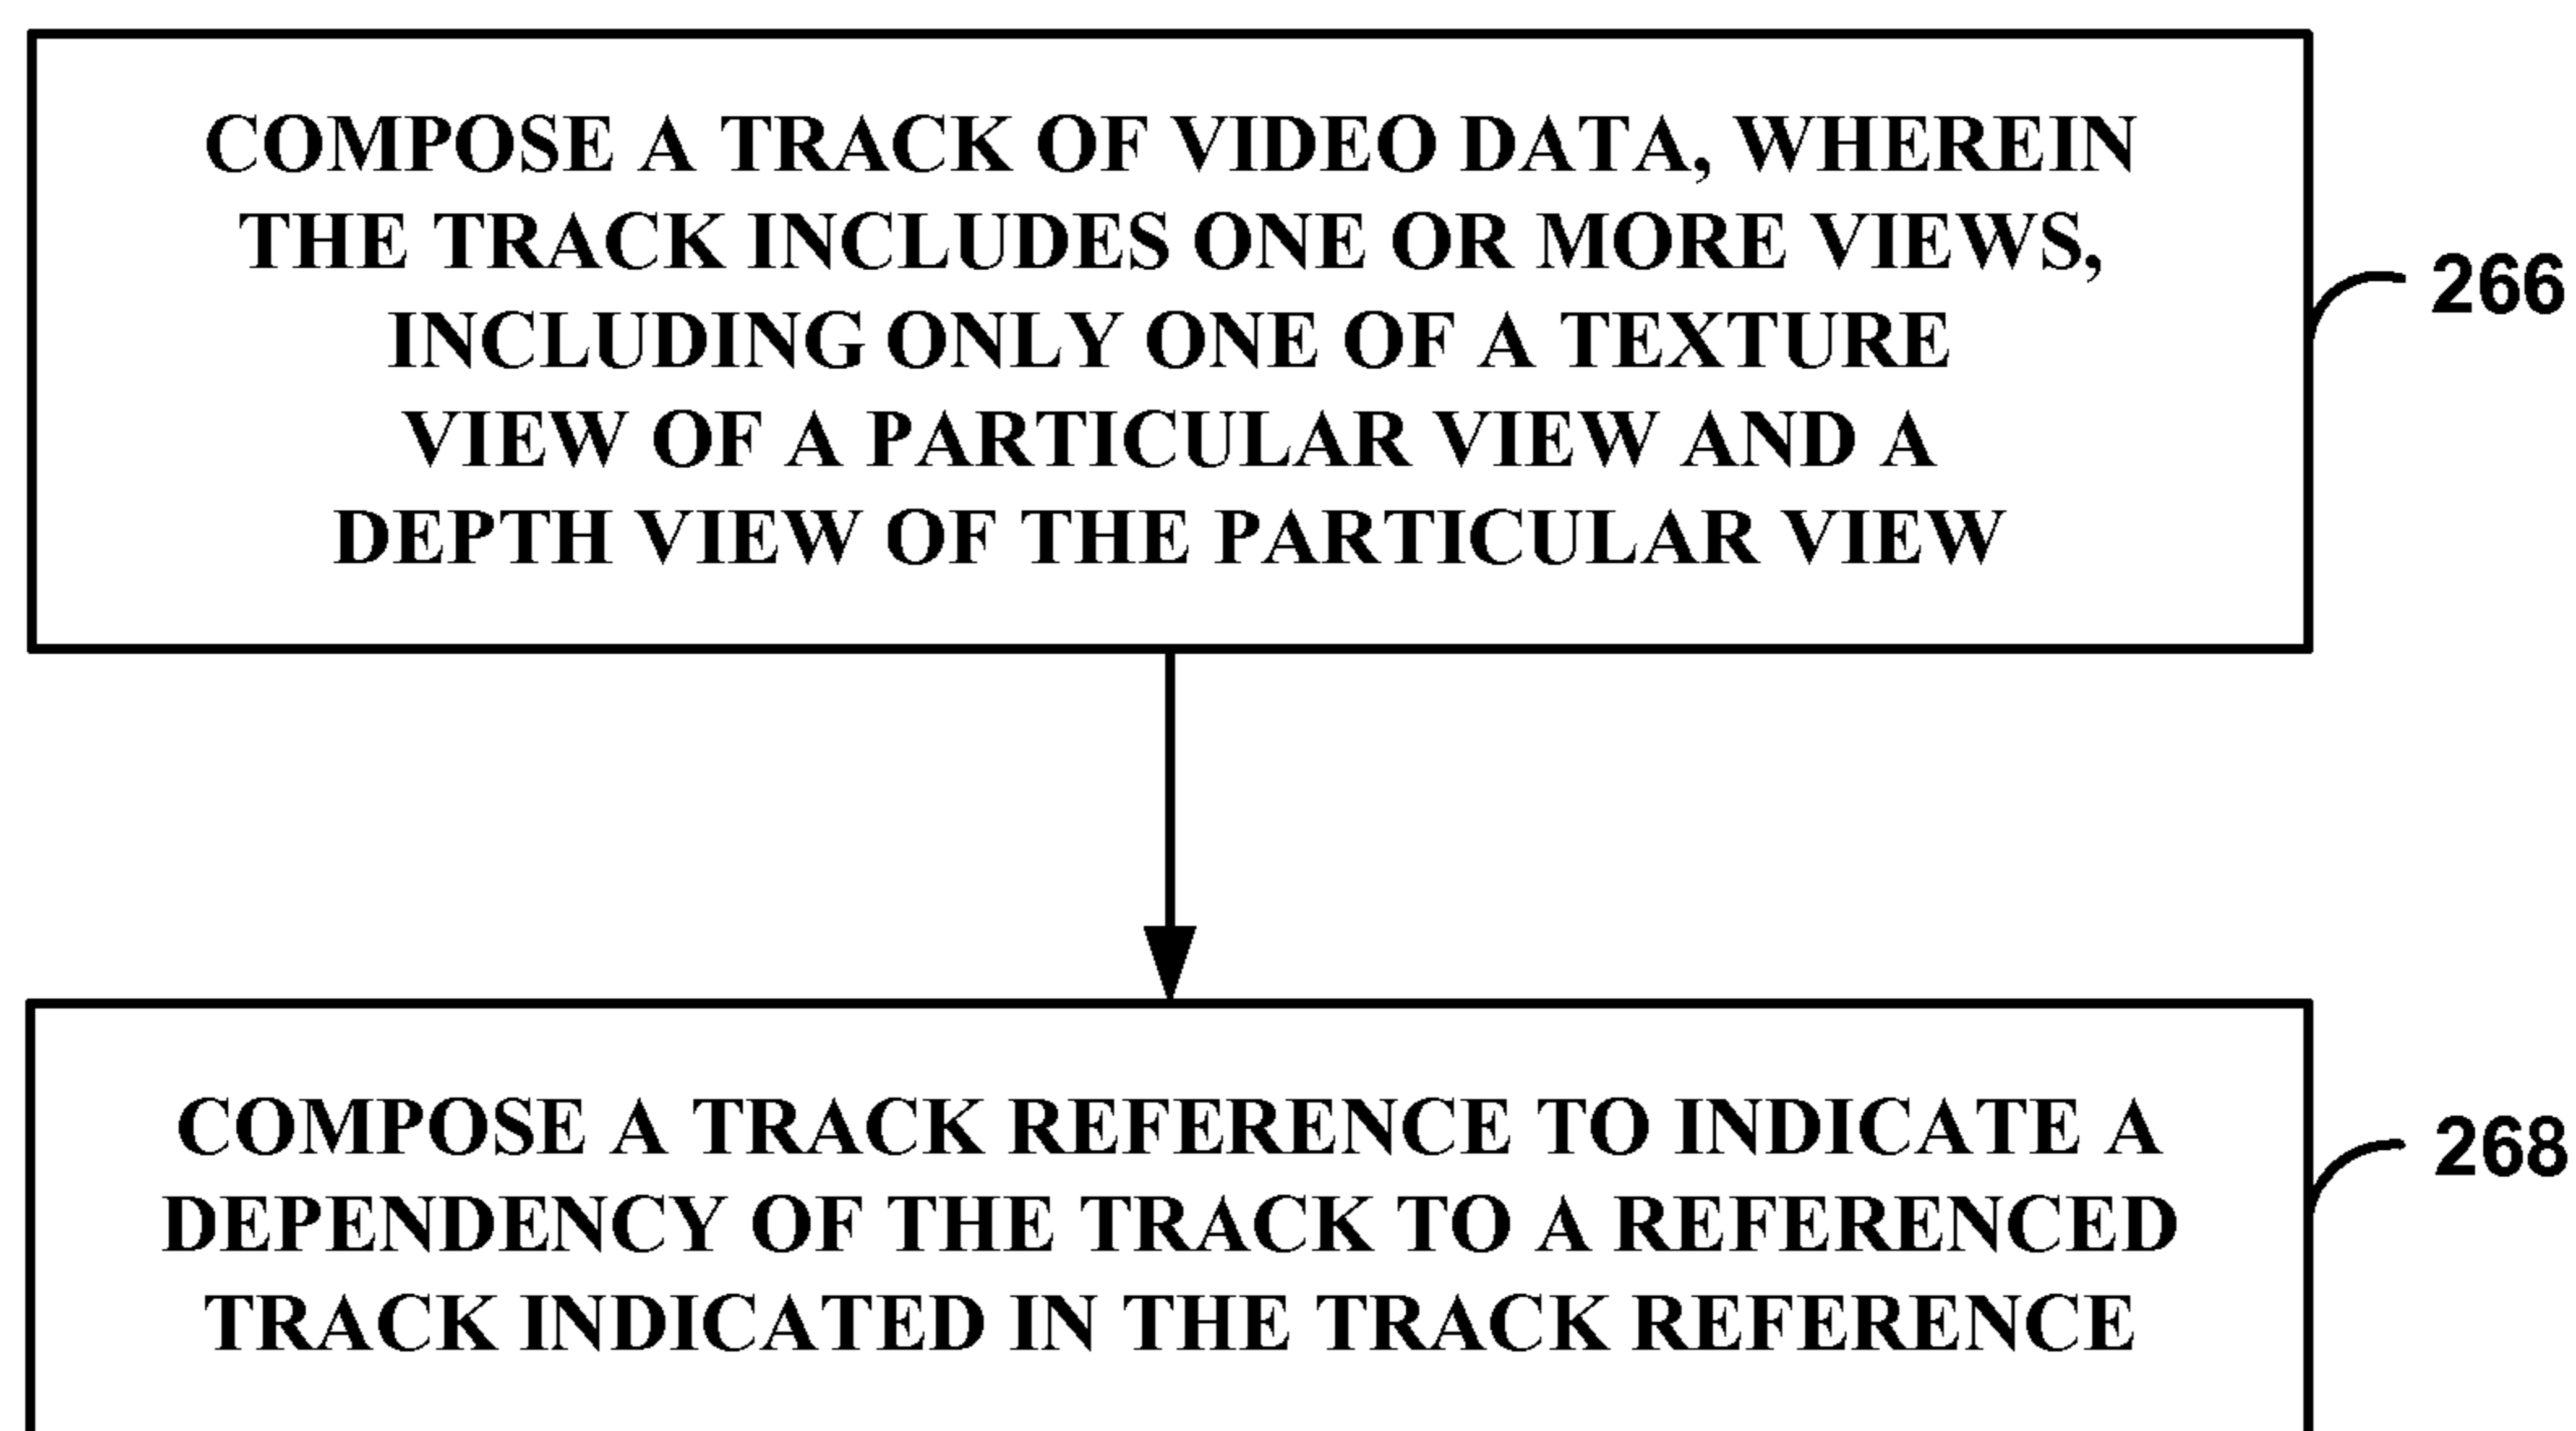 COMPOSE A TRACK OF VIDEO DATA, WHEREIN
THE TRACK INCLUDES ONE OR MORE VIEWS,
INCLUDING ONLY ONE OF A TEXTURE
VIEW OF A PARTICULAR VIEW AND A
DEPTH VIEW OF THE PARTICULAR VIEW
266
COMPOSE A TRACK REFERENCE TO INDICATE A
DEPENDENCY OF THE TRACK TO A REFERENCED
TRACK INDICATED IN THE TRACK REFERENCE
268